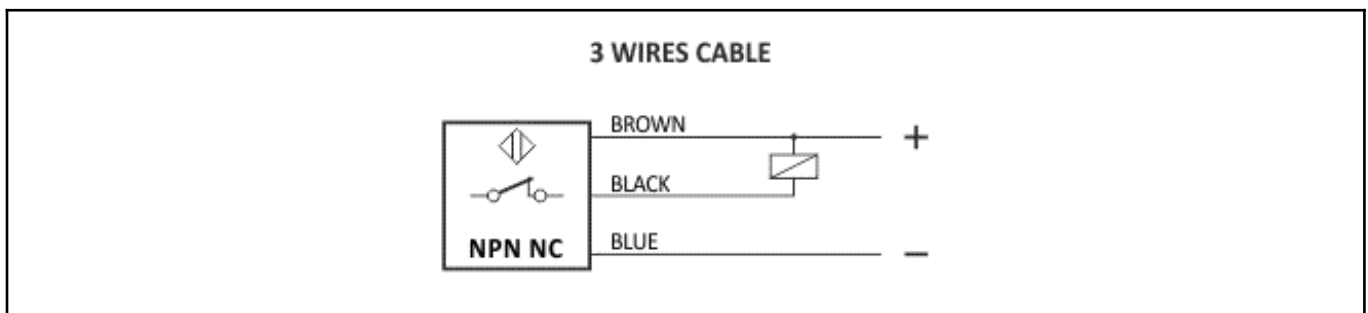 3 WIRES CABLE
BROWN
+
BLACK
NPN NC
BLUE
−